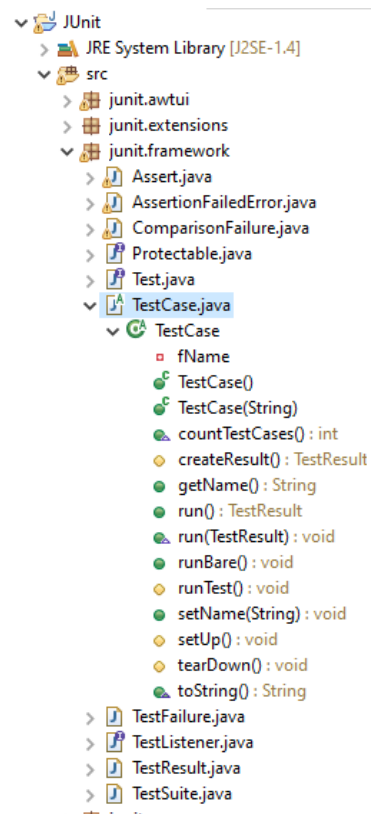 JUnit
JRE System Library [J2SE-1.4]
src
junit.awtui
junit.extensions
junit.framework
Assert.java
AssertionFailedError.java
ComparisonFailure.java
Protectable.java
Test.java
TestCase.java
TestCase
fName
TestCase()
TestCase(String)
countTestCases() : int
createResult() : TestResult
getName() : String
run() : TestResult
run(TestResult) : void
runBare() : void
runTest() : void
setName(String) : void
setUp() : void
tearDown() : void
toString() : String
TestFailure.java
TestListener.java
TestResult.java
TestSuite.java